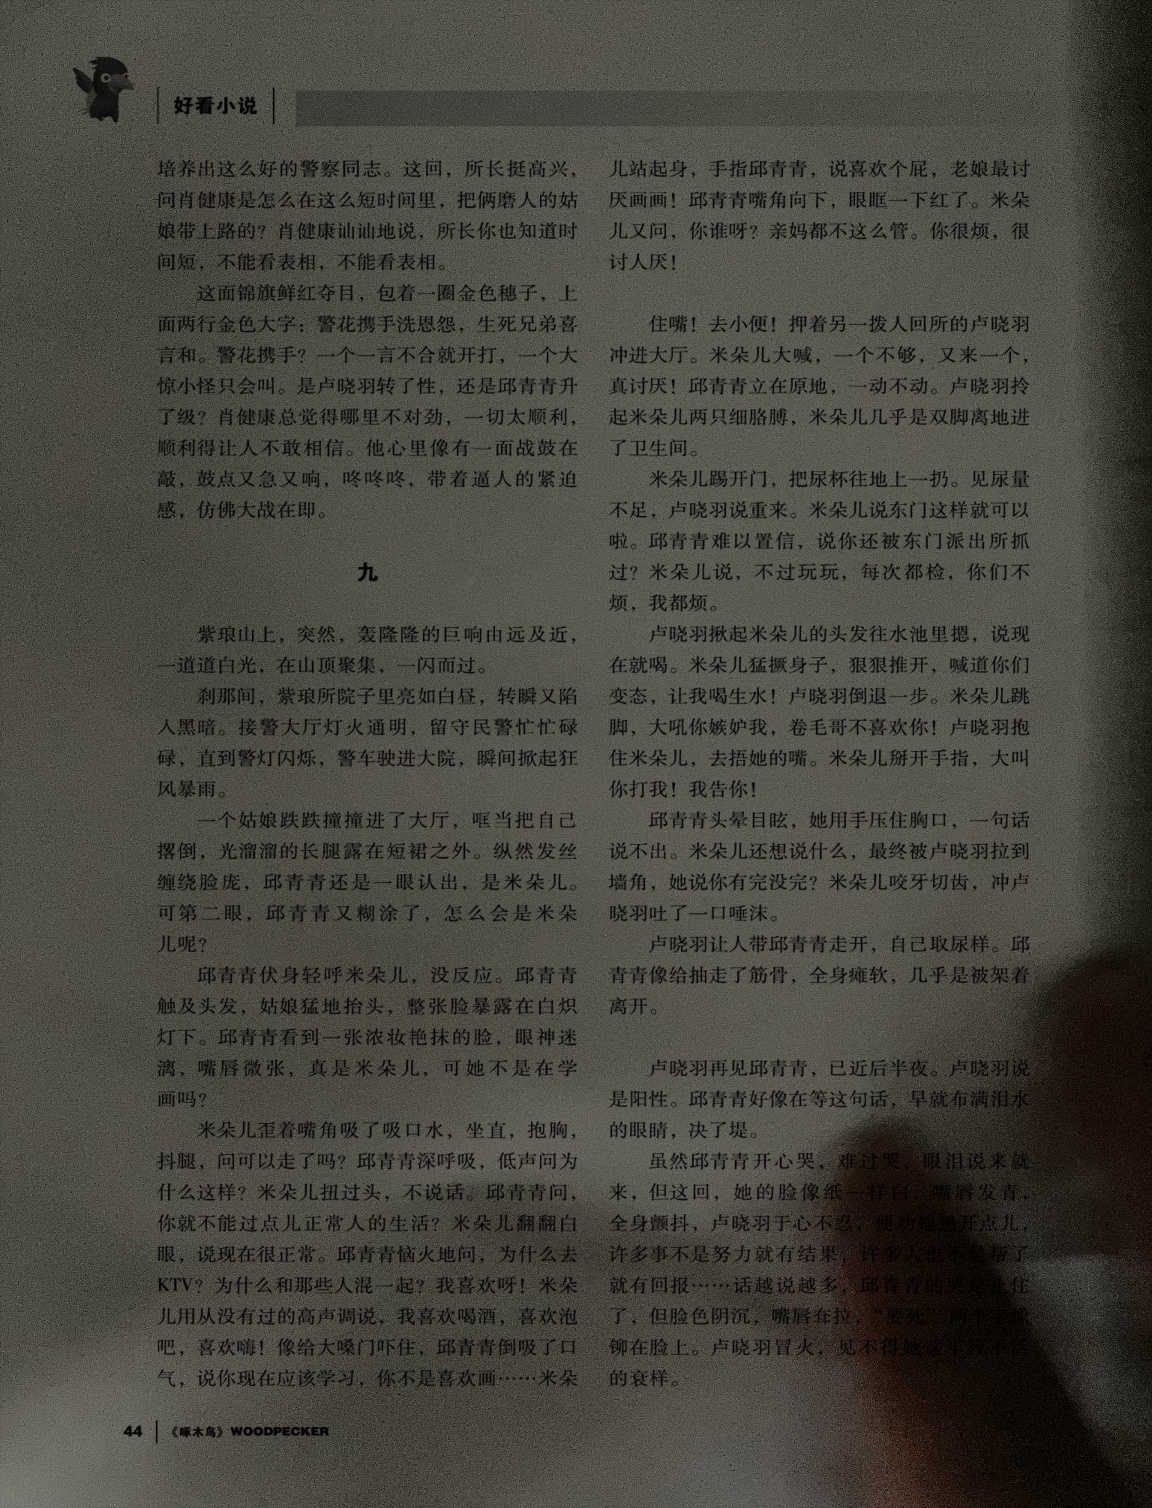 好看小说
培养出这么好的警察同志。这回，所长挺高兴，
问肖健康是怎么在这么短时间里，把俩磨人的姑
娘带上路的？肖健康讪讪地说，所长你也知道时
间短，不能看表相，不能看表相。
这面锦旗鲜红夺目，包着一圈金色穗子，上
面两行金色大字：警花携手洗恩怨，生死兄弟喜
言和。警花携手？一个一言不合就开打，一个大
惊小怪只会叫。是卢晓羽转了性，还是邱青青升
了级？肖健康总觉得哪里不对劲，一切太顺利，
顺利得让人不敢相信。他心里像有一面战鼓在
敲，鼓点又急又响，咚咚咚，带着逼人的紧迫
感，仿佛大战在即。
九
紫琅山上，突然，轰隆隆的巨响由远及近，
一道道白光，在山顶聚集，一闪而过。
刹那间，紫琅所院子里亮如白昼，转瞬又陷
入黑暗。接警大厅灯火通明，留守民警忙忙碌
碌，直到警灯闪烁，警车驶进大院，瞬间掀起狂
风暴雨。
一个姑娘跌跌撞撞进了大厅，哐当把自己
撂倒，光溜溜的长腿露在短裙之外。纵然发丝
缠绕脸庞，邱青青还是一眼认出，是米朵儿。
可第二眼，邱青青又糊涂了，怎么会是米朵
儿呢？
邱青青伏身轻呼米朵儿，没反应。邱青青
触及头发，姑娘猛地抬头，整张脸暴露在白炽
灯下。邱青青看到一张浓妆艳抹的脸，眼神迷
漓，嘴唇微张，真是米朵儿，可她不是在学
画吗？
米朵儿歪着嘴角吸了吸口水，坐直，抱胸，
抖腿，问可以走了吗？邱青青深呼吸，低声问为
什么这样？米朵儿扭过头，不说话。邱青青问，
你就不能过点儿正常人的生活？米朵儿翻翻白
眼，说现在很正常。邱青青恼火地问，为什么去
KTV？为什么和那些人混一起？我喜欢呀！米朵
儿用从没有过的高声调说，我喜欢喝酒，喜欢泡
吧，喜欢嗨！像给大嗓门吓住，邱青青倒吸了口
气，说你现在应该学习，你不是喜欢画……米朵
儿站起身，手指邱青青，说喜欢个屁，老娘最讨
厌画画！邱青青嘴角向下，眼眶一下红了。米朵
儿又问，你谁呀？亲妈都不这么管。你很烦，很
讨人厌！
住嘴！去小便！押着另一拨人回所的卢晓羽
冲进大厅。米朵儿大喊，一个不够，又来一个，
真讨厌！邱青青立在原地，一动不动。卢晓羽拎
起米朵儿两只细胳膊，米朵儿几乎是双脚离地进
了卫生间。
米朵儿踢开门，把尿杯往地上一扔。见尿量
不足，卢晓羽说重来。米朵儿说东门这样就可以
啦。邱青青难以置信，说你还被东门派出所抓
过？米朵儿说，不过玩玩，每次都检，你们不
烦，我都烦。
卢晓羽揪起米朵儿的头发往水池里摁，说现
在就喝。米朵儿猛撅身子，狠狠推开，喊道你们
变态，让我喝生水！卢晓羽倒退一步。米朵儿跳
脚，大吼你嫉妒我，卷毛哥不喜欢你！卢晓羽抱
住米朵儿，去捂她的嘴。米朵儿掰开手指，大叫
你打我！我告你！
邱青青头晕目眩，她用手压住胸口，一句话
说不出。米朵儿还想说什么，最终被卢晓羽拉到
墙角，她说你有完没完？米朵儿咬牙切齿，冲卢
晓羽吐了一口唾沫。
卢晓羽让人带邱青青走开，自己取尿样。邱
青青像给抽走了筋骨，全身瘫软，几乎是被架着
离开。
卢晓羽再见邱青青，已近后半夜。卢晓羽说
是阳性。邱青青好像在等这句话，早就布满泪水
的眼睛，决了堤。
虽然邱青青开心哭，难过哭，眼泪说来就
来，但这回，她的脸像纸一样白，嘴唇发青，
全身颤抖，卢晓羽于心不忍，便劝她想开点儿，
许多事不是努力就有结果，许多人也不是帮了
就有回报……话越说越多，邱青青的哭是止住
了，但脸色阴沉，嘴唇耷拉，
铆在脸上。卢晓羽冒火，见不得她
的衰样。
44 《啄木鸟》WOODPECKER